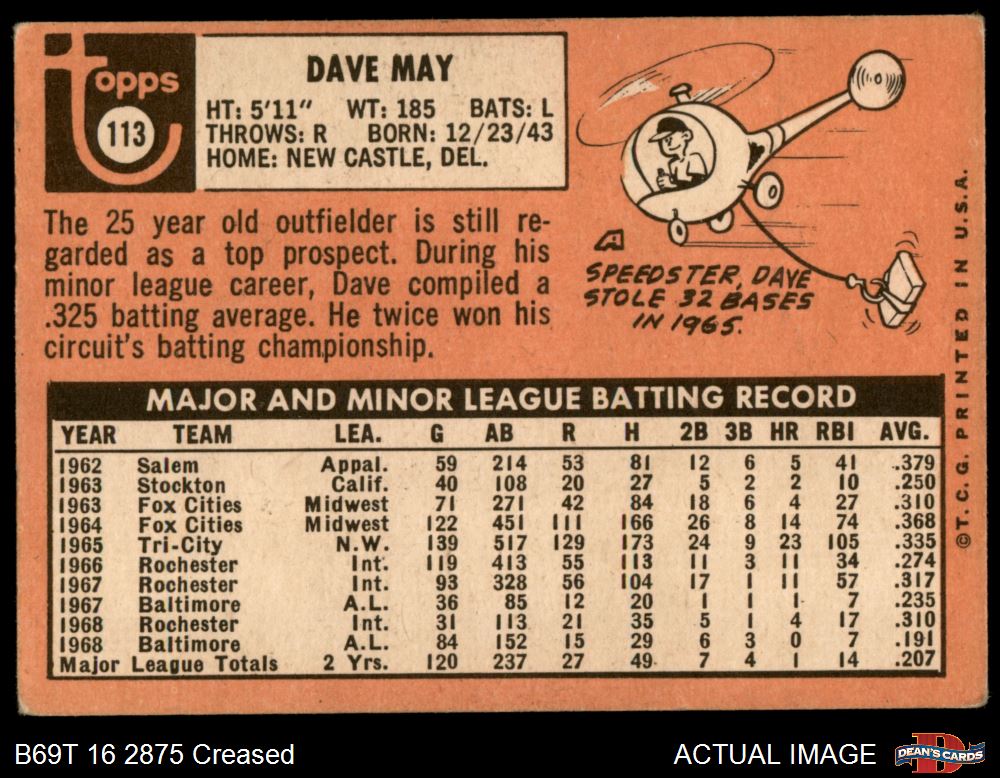 topps
113
DAVE MAY
HT: 5'11" WT: 185 BATS: L
THROWS: R BORN: 12/23/43
HOME: NEW CASTLE, DEL.
The 25 year old outfielder is still re-
garded as a top prospect. During his
minor league career, Dave compiled a
.325 batting average. He twice won his
circuit's batting championship.
SPEEDSTER, DAVE
STOLE 32 BASES
IN 1965.
©T.C.G. PRINTED IN U.S.A.
MAJOR AND MINOR LEAGUE BATTING RECORD
YEAR TEAM LEA. G AB R H 2B 3B HR RBI AVG.
1962 Salem Appal. 59 214 53 81 12 6 5 41 .379
1963 Stockton Calif. 40 108 20 27 5 2 2 10 .250
1963 Fox Cities Midwest 71 271 42 84 18 6 4 27 .310
1964 Fox Cities Midwest 122 451 111 166 26 8 14 74 .368
1965 Tri-City N.W. 139 517 129 173 24 9 23 105 .335
1966 Rochester Int. 119 413 55 113 11 3 11 34 .274
1967 Rochester Int. 93 328 56 104 17 1 11 57 .317
1967 Baltimore A.L. 36 85 12 20 1 1 1 7 .235
1968 Rochester Int. 31 113 21 35 5 1 4 17 .310
1968 Baltimore A.L. 84 152 15 29 6 3 0 7 .191
Major League Totals 2 Yrs. 120 237 27 49 7 4 1 14 .207
B69T 16 2875 Creased
ACTUAL IMAGE
DEAN'S CARDS